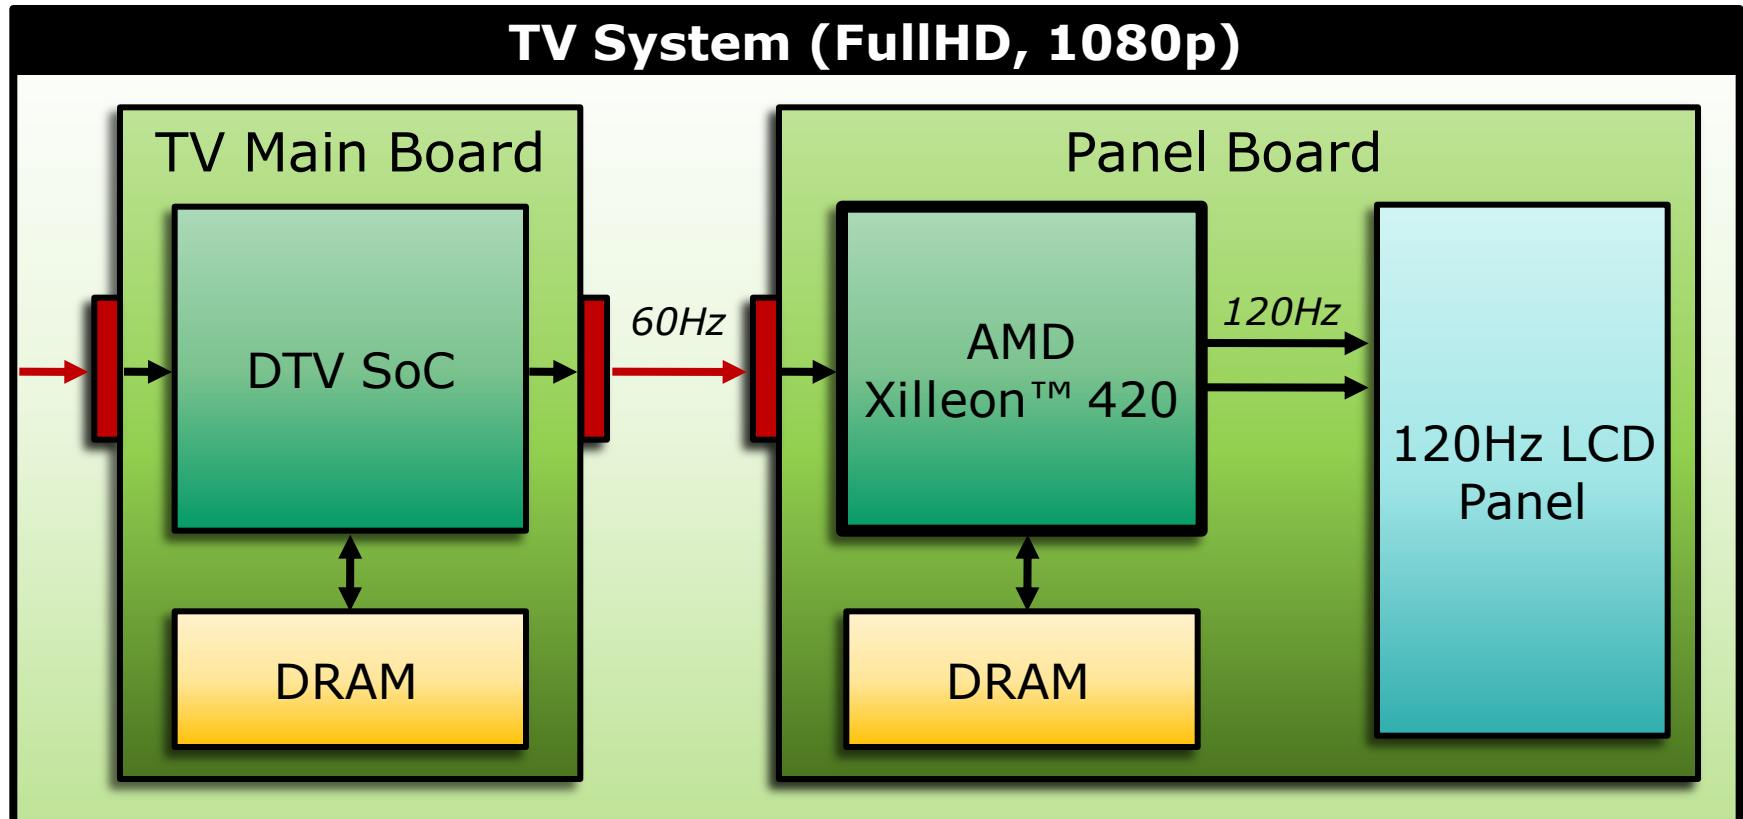 TV System (FullHD, 1080p)
TV Main Board
DTV SoC
DRAM
60Hz
Panel Board
AMD
Xilleon™ 420
DRAM
120Hz
120Hz LCD
Panel